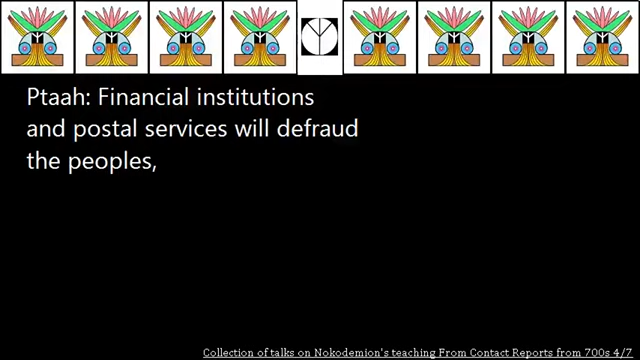 Ptaah: Financial institutions
and postal services will defraud
the peoples,
Collection of talks on Nokodemion's teaching From Contact Reports from 700s 4/7